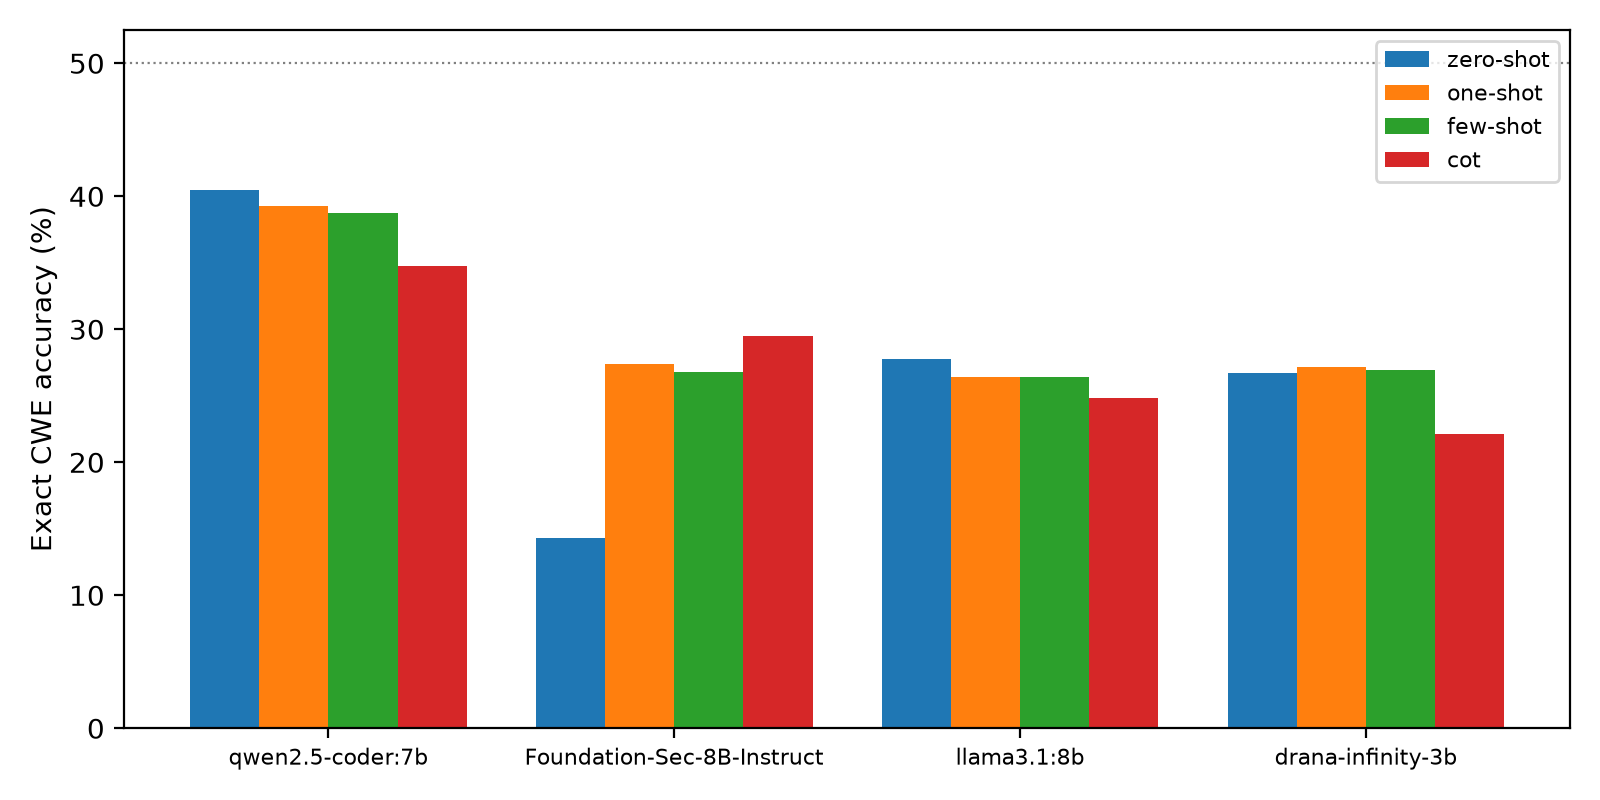 50
40
30
20
10
0
Exact CWE accuracy (%)
zero-shot
one-shot
few-shot
cot
qwen2.5-coder:7b
Foundation-Sec-8B-Instruct
llama3.1:8b
drana-infinity-3b